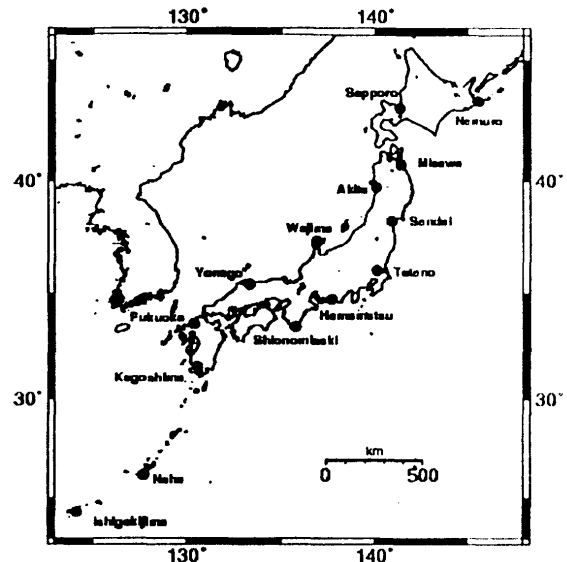 130°
140°
Sapporo
Nemuro
Misawa
40°
40°
Akita
Sendai
Wajima
Yonago
Tateno
Fukuoka
Hamamatsu
Shionomisaki
Kagoshima
30°
30°
km
0
500
Naha
Ishigakijima
130°
140°